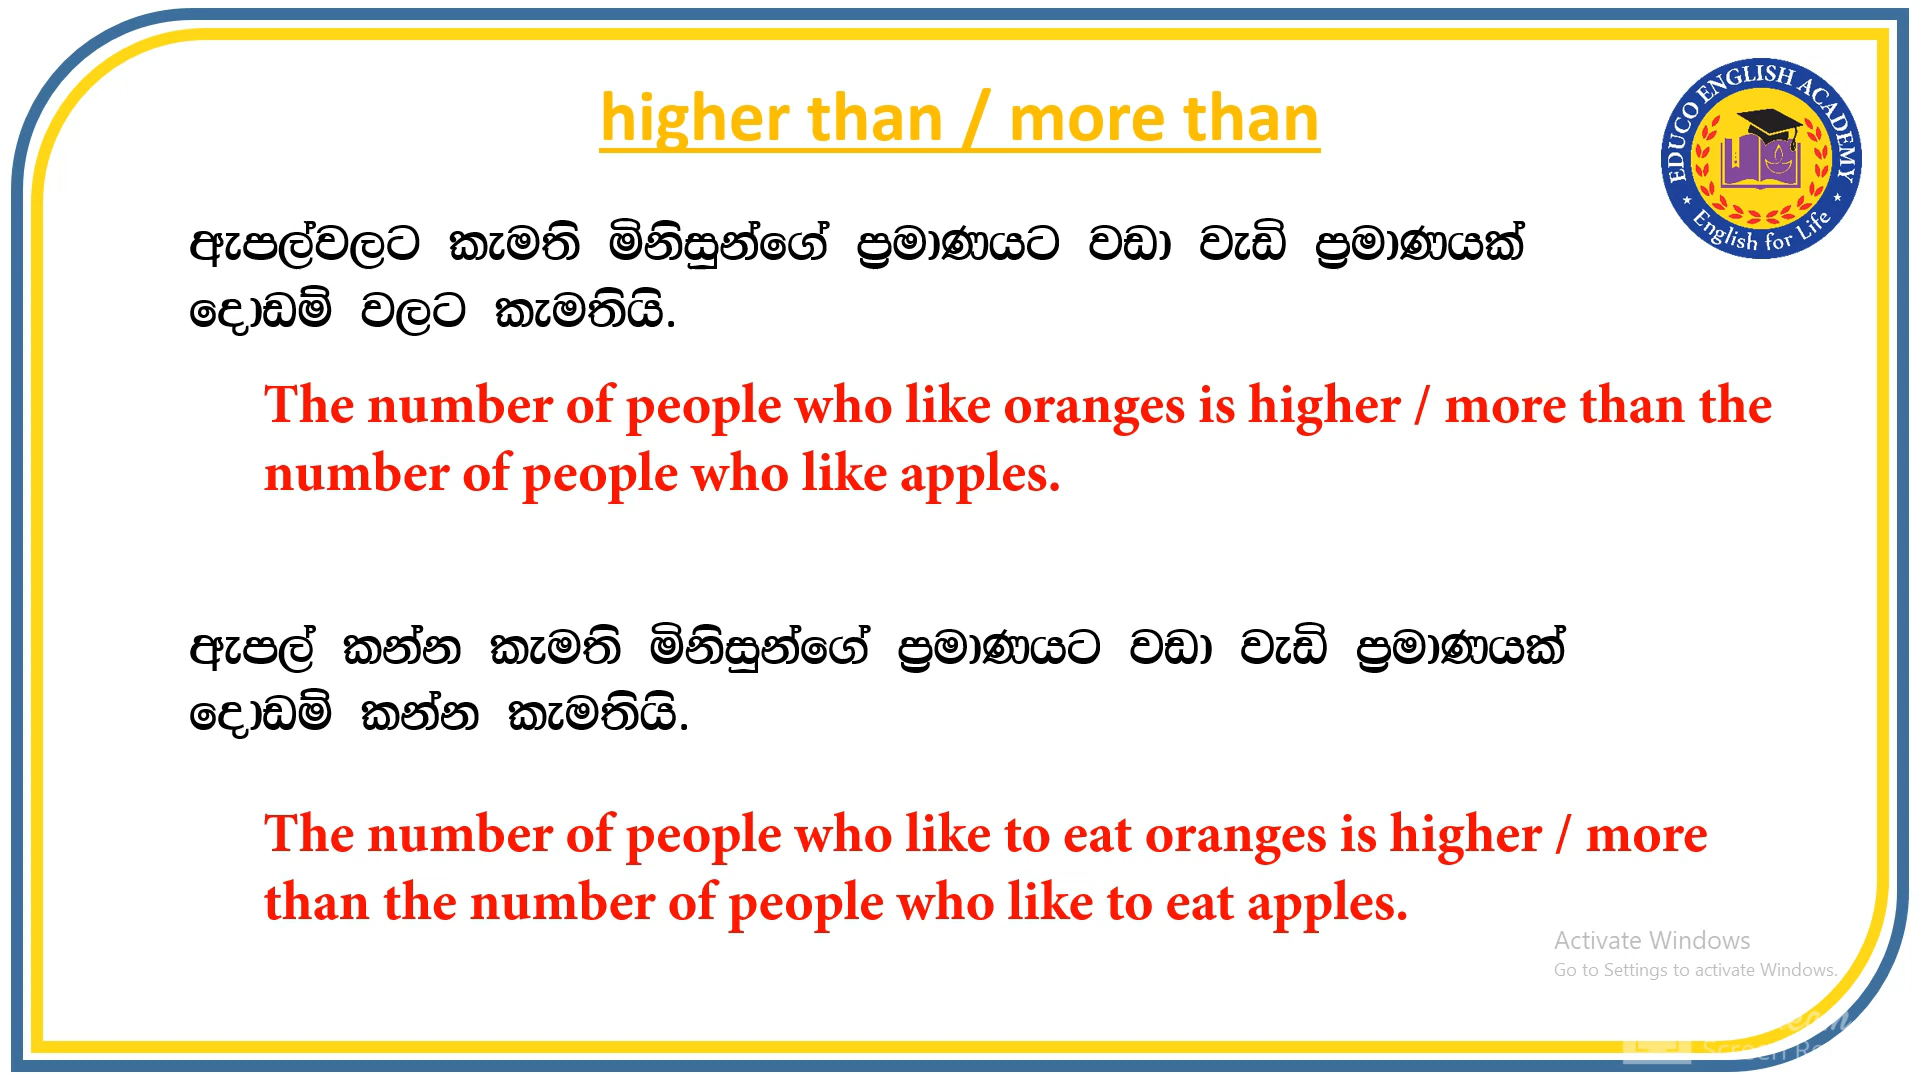 higher than / more than
EDUCO ENGLISH ACADEMY
English for Life
ඇපල්වලට කැමති මිනිසුන්ගේ ප්‍රමාණයට වඩා වැඩි ප්‍රමාණයක්
දොඩම් වලට කැමතියි.
The number of people who like oranges is higher / more than the
number of people who like apples.
ඇපල් කන්න කැමති මිනිසුන්ගේ ප්‍රමාණයට වඩා වැඩි ප්‍රමාණයක්
දොඩම් කන්න කැමතියි.
The number of people who like to eat oranges is higher / more
than the number of people who like to eat apples.
Activate Windows
Go to Settings to activate Windows.
Screen